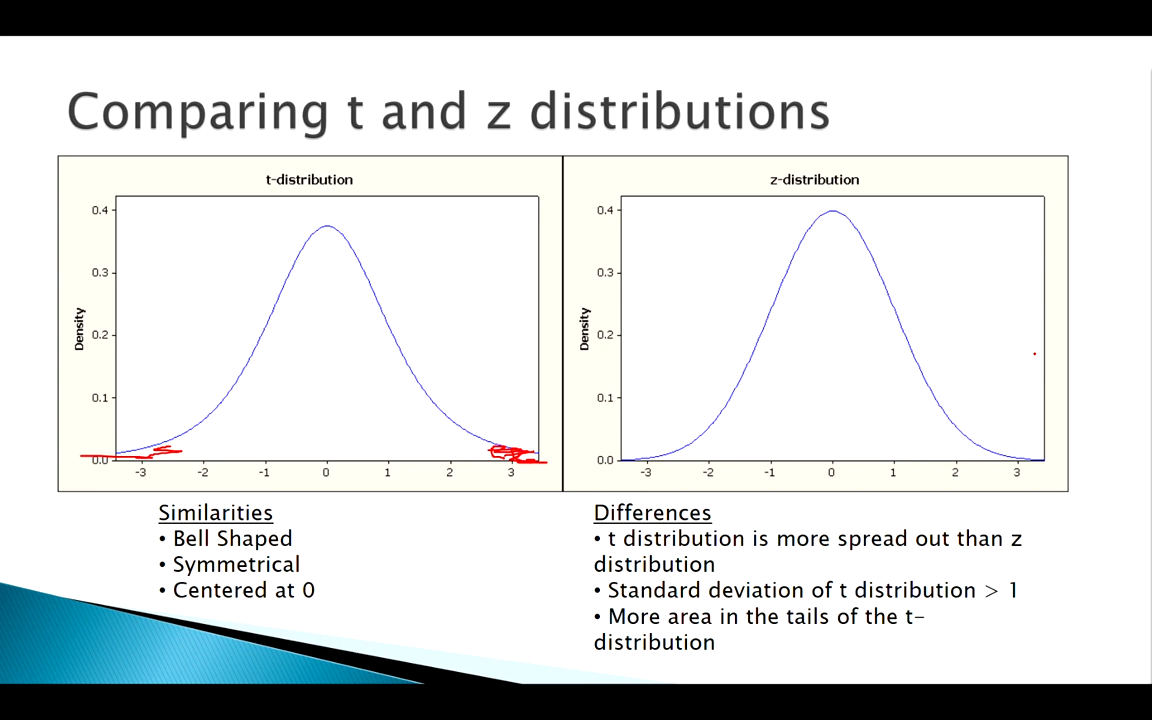 Comparing t and z distributions
t-distribution
0.4
0.3
0.2
0.1
0.0
Density
-3 -2 -1 0 1 2 3
z-distribution
0.4
0.3
0.2
0.1
0.0
Density
-3 -2 -1 0 1 2 3
Similarities
• Bell Shaped
• Symmetrical
• Centered at 0
Differences
• t distribution is more spread out than z
distribution
• Standard deviation of t distribution > 1
• More area in the tails of the t-
distribution